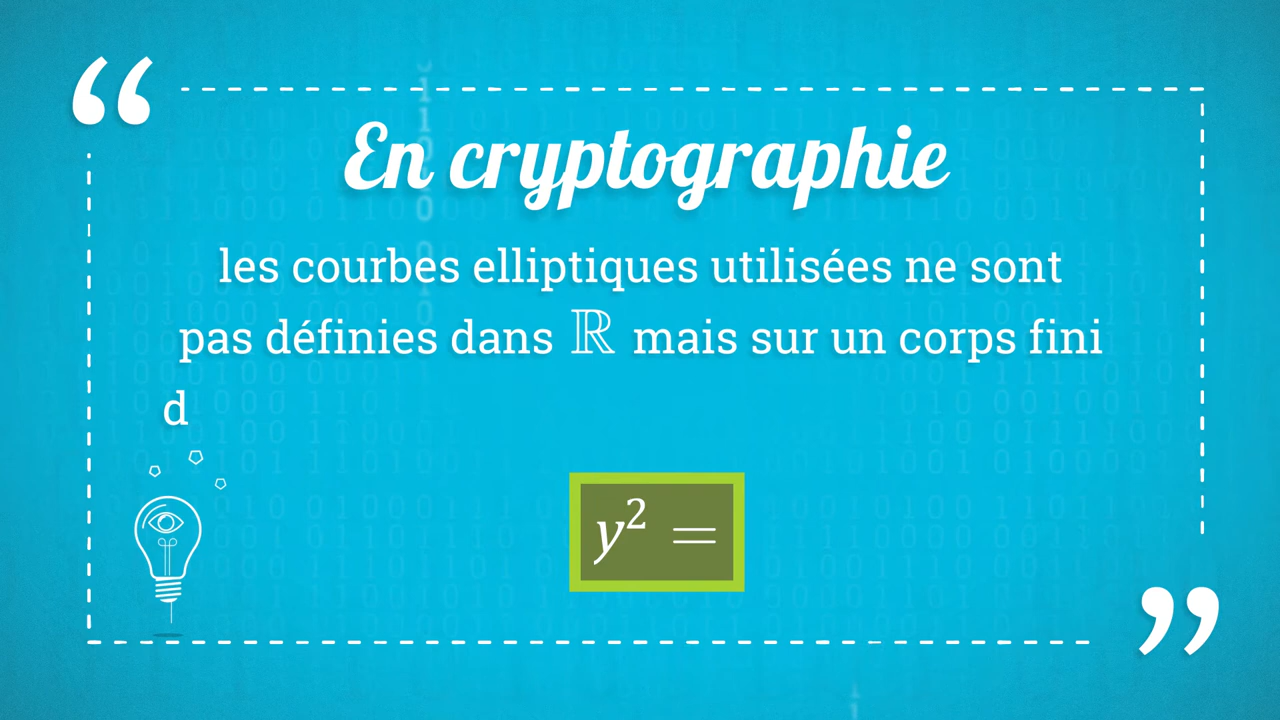 “
En cryptographie
les courbes elliptiques utilisées ne sont
pas définies dans ℝ mais sur un corps fini
d
y² =
”